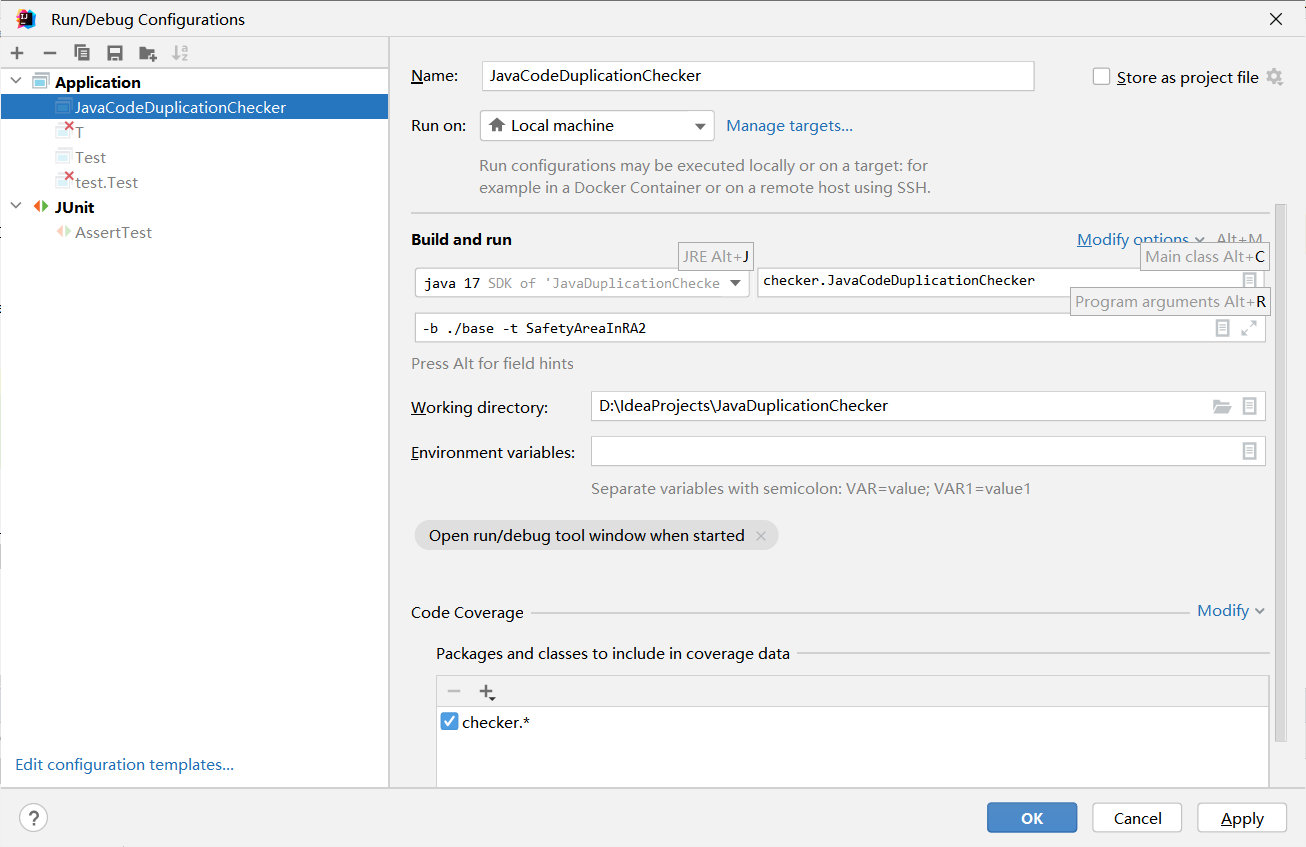 Run/Debug Configurations
Application
JavaCodeDuplicationChecker
T
Test
test.Test
JUnit
AssertTest
Edit configuration templates...
Name:
JavaCodeDuplicationChecker
Store as project file
Run on:
Local machine
Manage targets...
Run configurations may be executed locally or on a target: for
example in a Docker Container or on a remote host using SSH.
Build and run
Modify options
Alt+M
JRE Alt+J
Main class Alt+C
java 17 SDK of 'JavaDuplicationChecke
checker.JavaCodeDuplicationChecker
Program arguments Alt+R
-b ./base -t SafetyAreaInRA2
Press Alt for field hints
Working directory:
D:\IdeaProjects\JavaDuplicationChecker
Environment variables:
Separate variables with semicolon: VAR=value; VAR1=value1
Open run/debug tool window when started
Code Coverage
Modify
Packages and classes to include in coverage data
checker.*
?
OK
Cancel
Apply